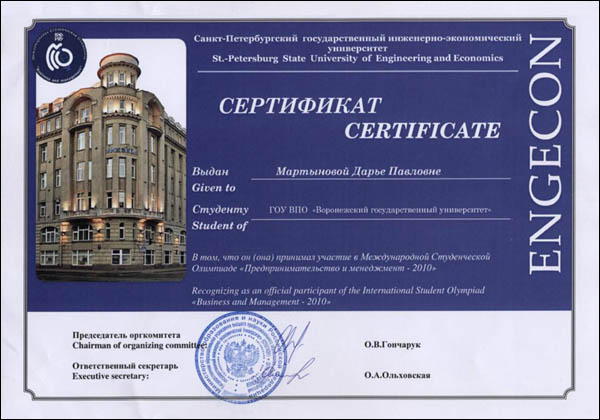 Санкт-Петербургский государственный инженерно-экономический
университет
St.-Petersburg State University of Engineering and Economics
СЕРТИФИКАТ
CERTIFICATE
Выдан
Мартыновой Дарье Павловне
Given to
Студенту
ГОУ ВПО «Воронежский государственный университет»
Student of
В том, что он (она) принимал участие в Международной Студенческой
Олимпиаде «Предпринимательство и менеджмент - 2010»
Recognizing as an official participant of the International Student Olympiad
«Business and Management - 2010»
ENGECON
Председатель оргкомитета
Chairman of organizing committee:
О.В.Гончарук
Ответственный секретарь
Executive secretary:
О.А.Ольховская